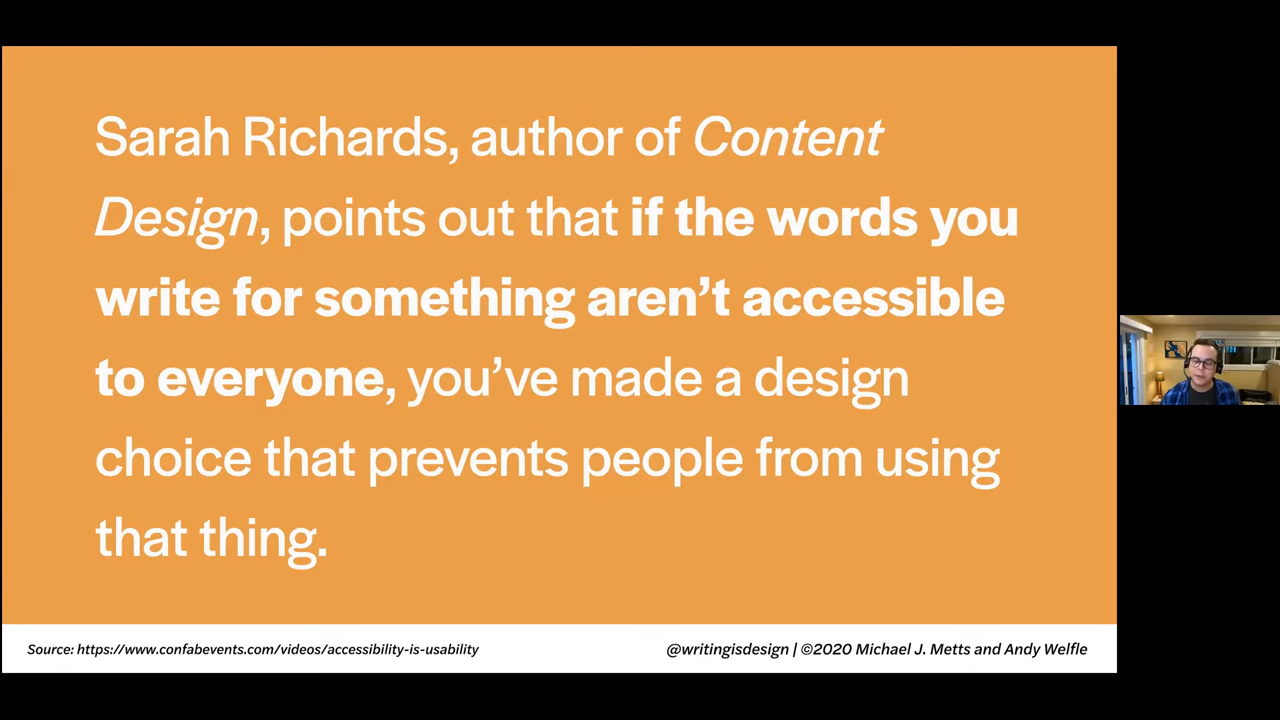 Sarah Richards, author of Content
Design, points out that if the words you
write for something aren’t accessible
to everyone, you’ve made a design
choice that prevents people from using
that thing.
Source: https://www.confabevents.com/videos/accessibility-is-usability
@writingisdesign | ©2020 Michael J. Metts and Andy Welfle